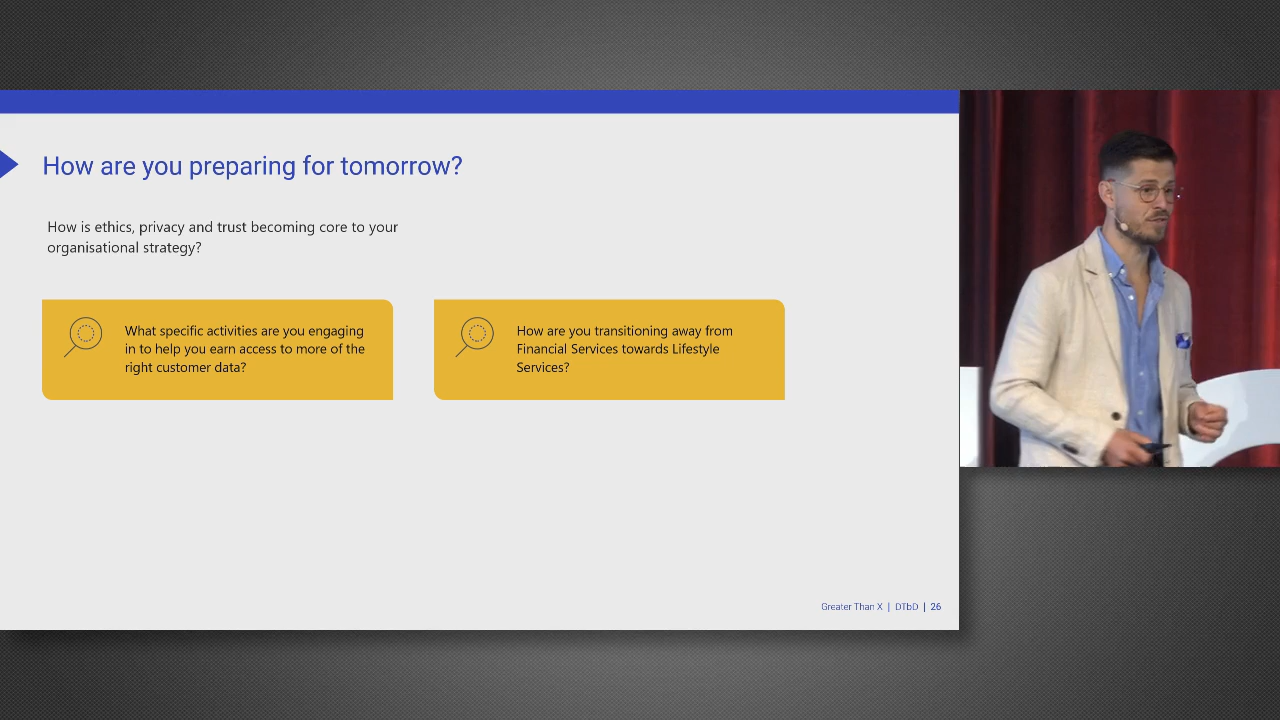 How are you preparing for tomorrow?
How is ethics, privacy and trust becoming core to your
organisational strategy?
What specific activities are you engaging
in to help you earn access to more of the
right customer data?
How are you transitioning away from
Financial Services towards Lifestyle
Services?
Greater Than X | DTbD | 26